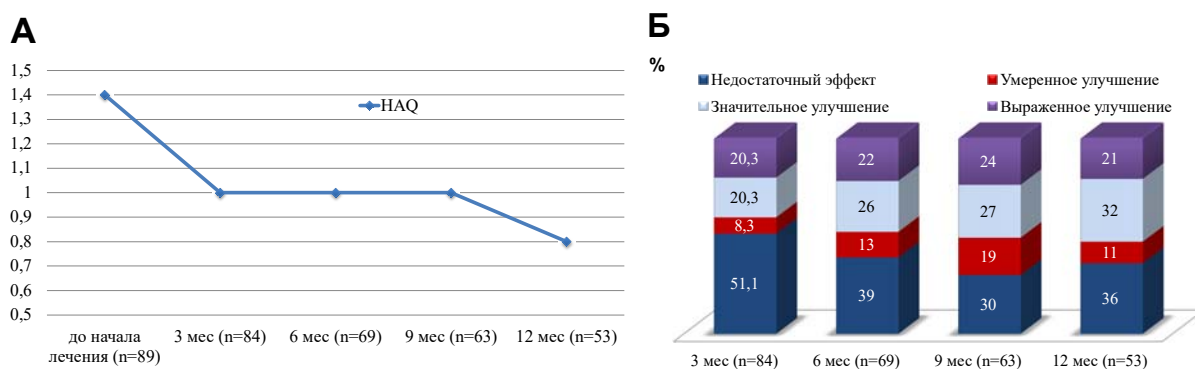 А
1,5
1,4
1,3
1,2
1,1
1
0,9
0,8
0,7
0,6
0,5
HAQ
до начала лечения (n=89)
3 мес (n=84)
6 мес (n=69)
9 мес (n=63)
12 мес (n=53)
Б
%
Недостаточный эффект
Умеренное улучшение
Значительное улучшение
Выраженное улучшение
20,3
22
24
21
20,3
26
27
32
8,3
13
19
11
51,1
39
30
36
3 мес (n=84)
6 мес (n=69)
9 мес (n=63)
12 мес (n=53)